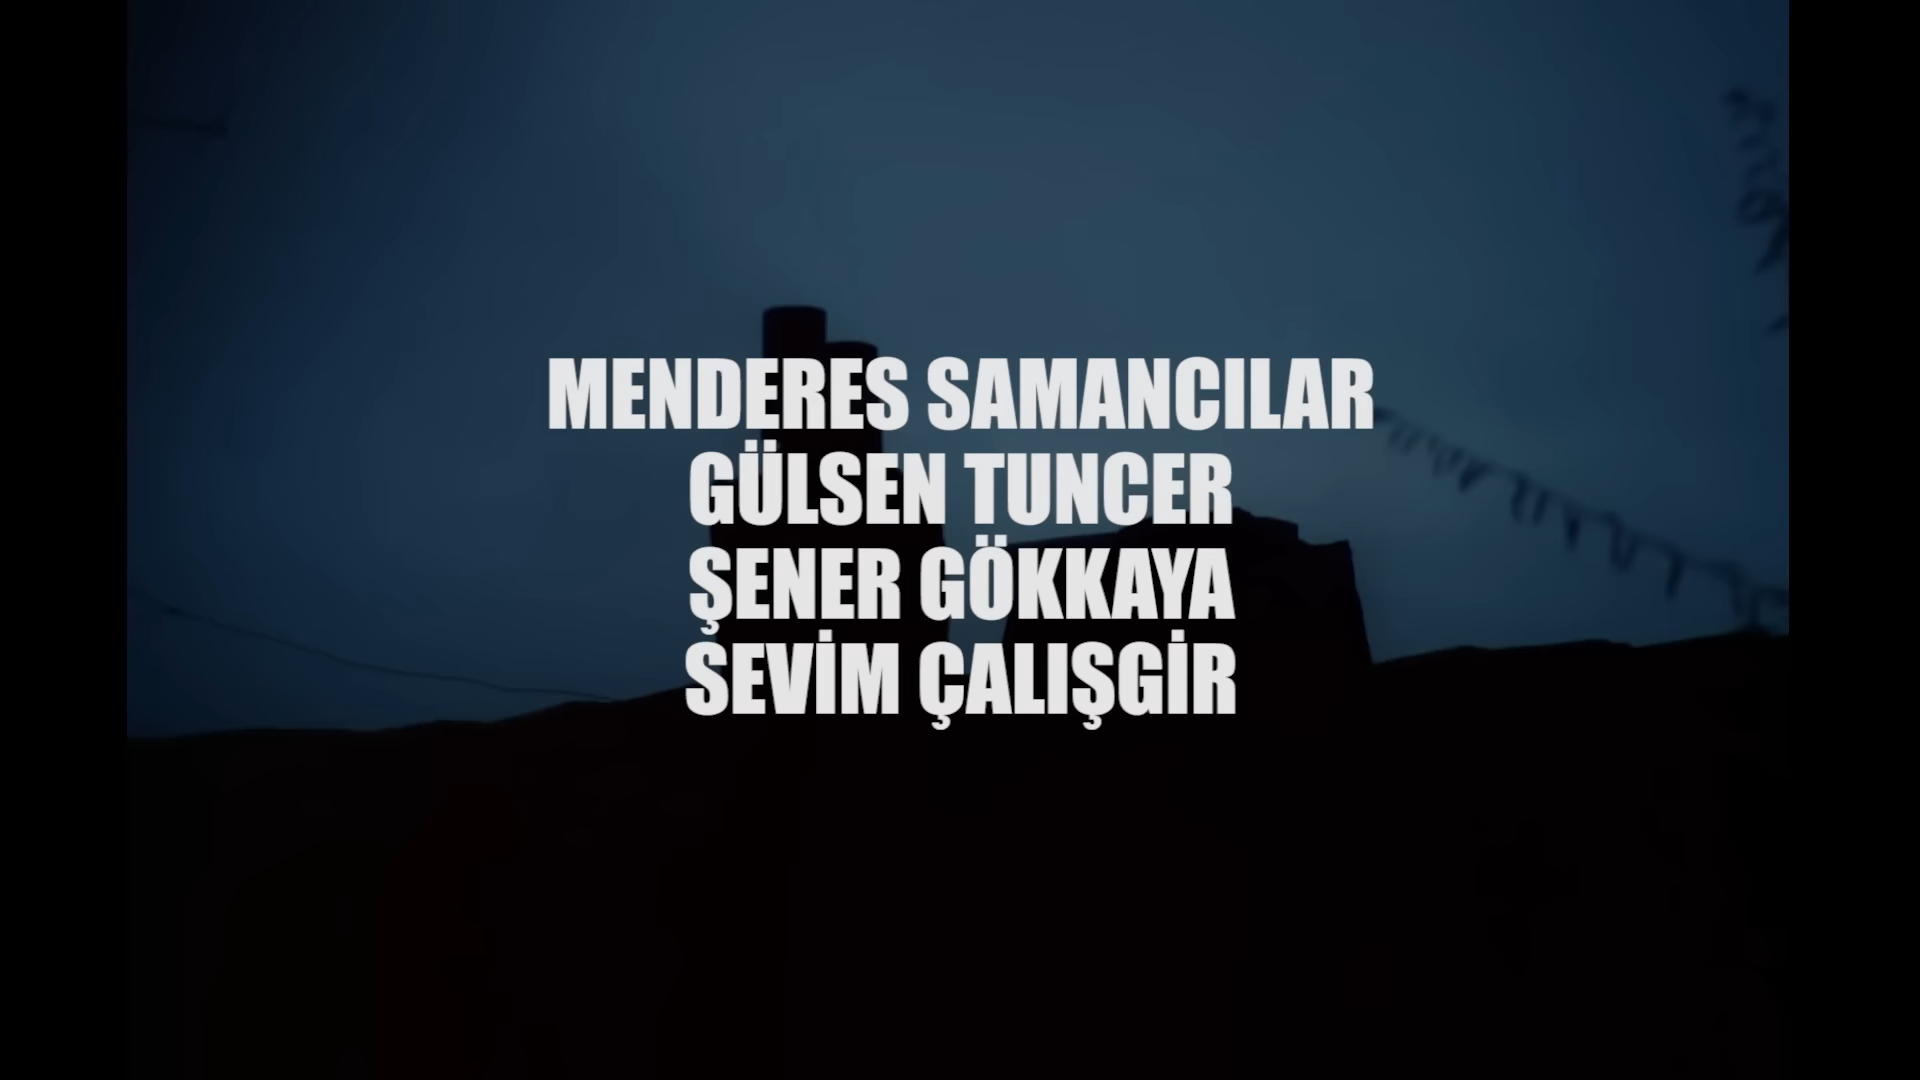 MENDERES SAMANCILAR
GÜLSEN TUNCER
ŞENER GÖKKAYA
SEVİM ÇALIŞGİR